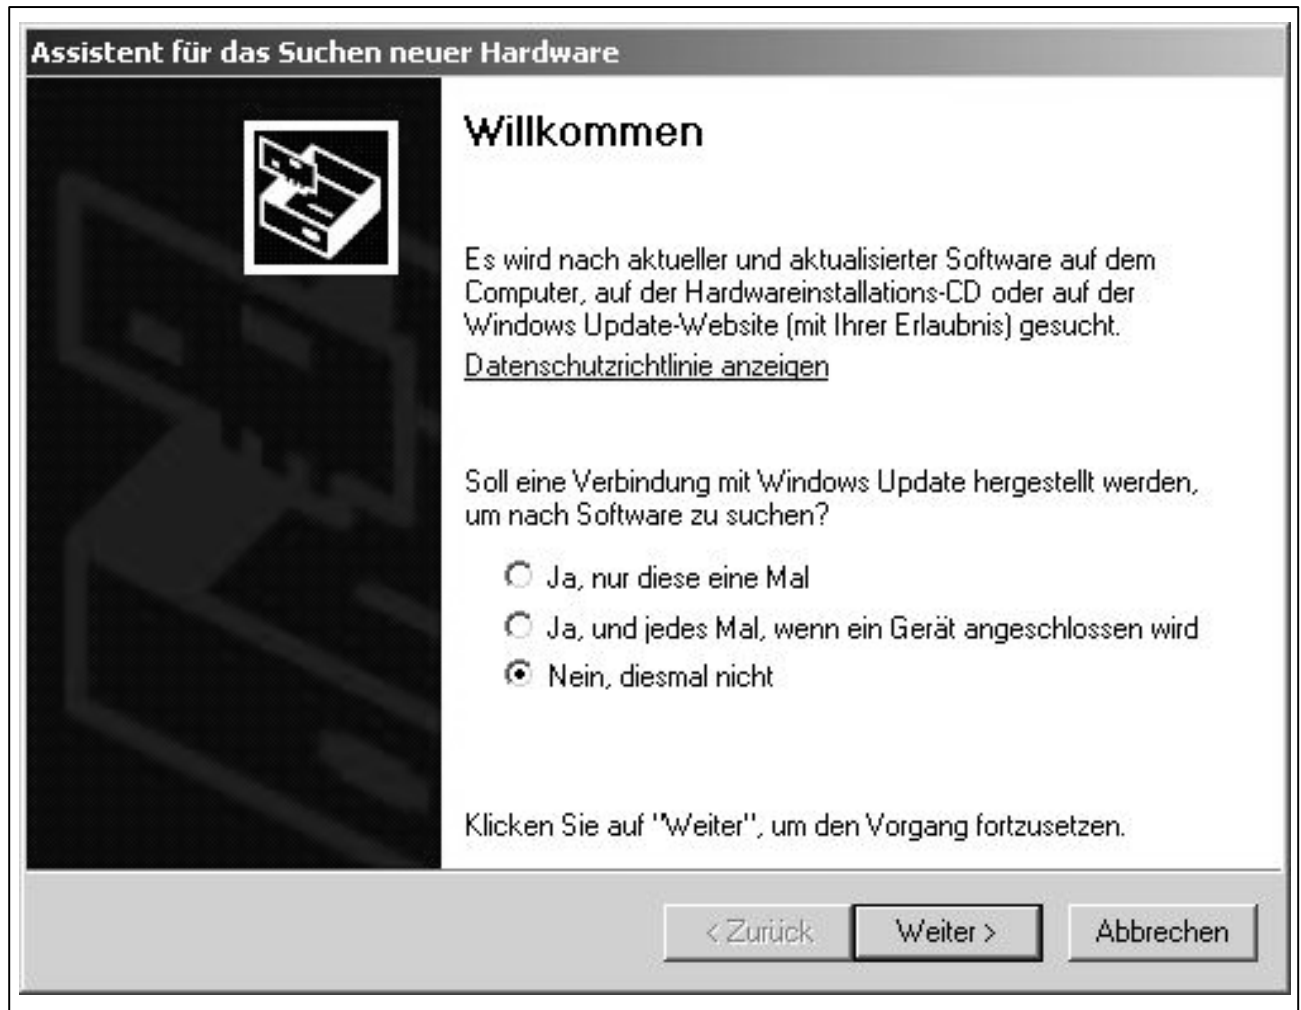 Assistent für das Suchen neuer Hardware
Willkommen
Es wird nach aktueller und aktualisierter Software auf dem
Computer, auf der Hardwareinstallations-CD oder auf der
Windows Update-Website (mit Ihrer Erlaubnis) gesucht.
Datenschutzrichtlinie anzeigen
Soll eine Verbindung mit Windows Update hergestellt werden,
um nach Software zu suchen?
Ja, nur diese eine Mal
Ja, und jedes Mal, wenn ein Gerät angeschlossen wird
Nein, diesmal nicht
Klicken Sie auf "Weiter", um den Vorgang fortzusetzen.
< Zurück Weiter > Abbrechen